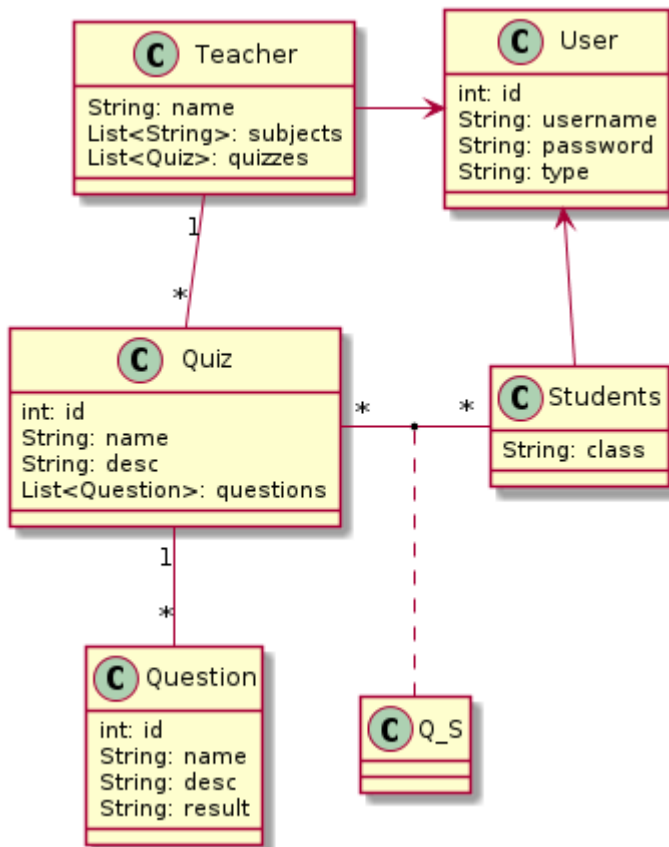 C Teacher
String: name
List<String>: subjects
List<Quiz>: quizzes
C User
int: id
String: username
String: password
String: type
1
*
C Quiz
int: id
String: name
String: desc
List<Question>: questions
*
*
C Students
String: class
1
*
C Question
int: id
String: name
String: desc
String: result
C Q_S